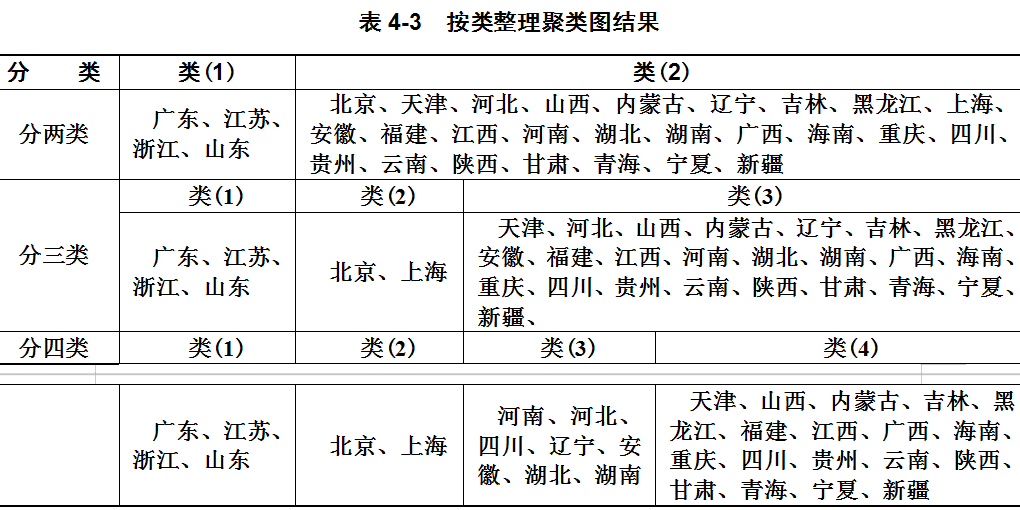 表 4-3 按类整理聚类图结果
分 类 类(1) 类(2)
分两类
广东、江苏、
浙江、山东
北京、天津、河北、山西、内蒙古、辽宁、吉林、黑龙江、上海、
安徽、福建、江西、河南、湖北、湖南、广西、海南、重庆、四川、
贵州、云南、陕西、甘肃、青海、宁夏、新疆
分三类
类(1) 类(2) 类(3)
广东、江苏、
浙江、山东
北京、上海
天津、河北、山西、内蒙古、辽宁、吉林、黑龙江、
安徽、福建、江西、河南、湖北、湖南、广西、海南、
重庆、四川、贵州、云南、陕西、甘肃、青海、宁夏、
新疆、
分四类 类(1) 类(2) 类(3) 类(4)
广东、江苏、
浙江、山东
北京、上海
河南、河北、
四川、辽宁、安
徽、湖北、湖南
天津、山西、内蒙古、吉林、黑
龙江、福建、江西、广西、海南、
重庆、四川、贵州、云南、陕西、
甘肃、青海、宁夏、新疆